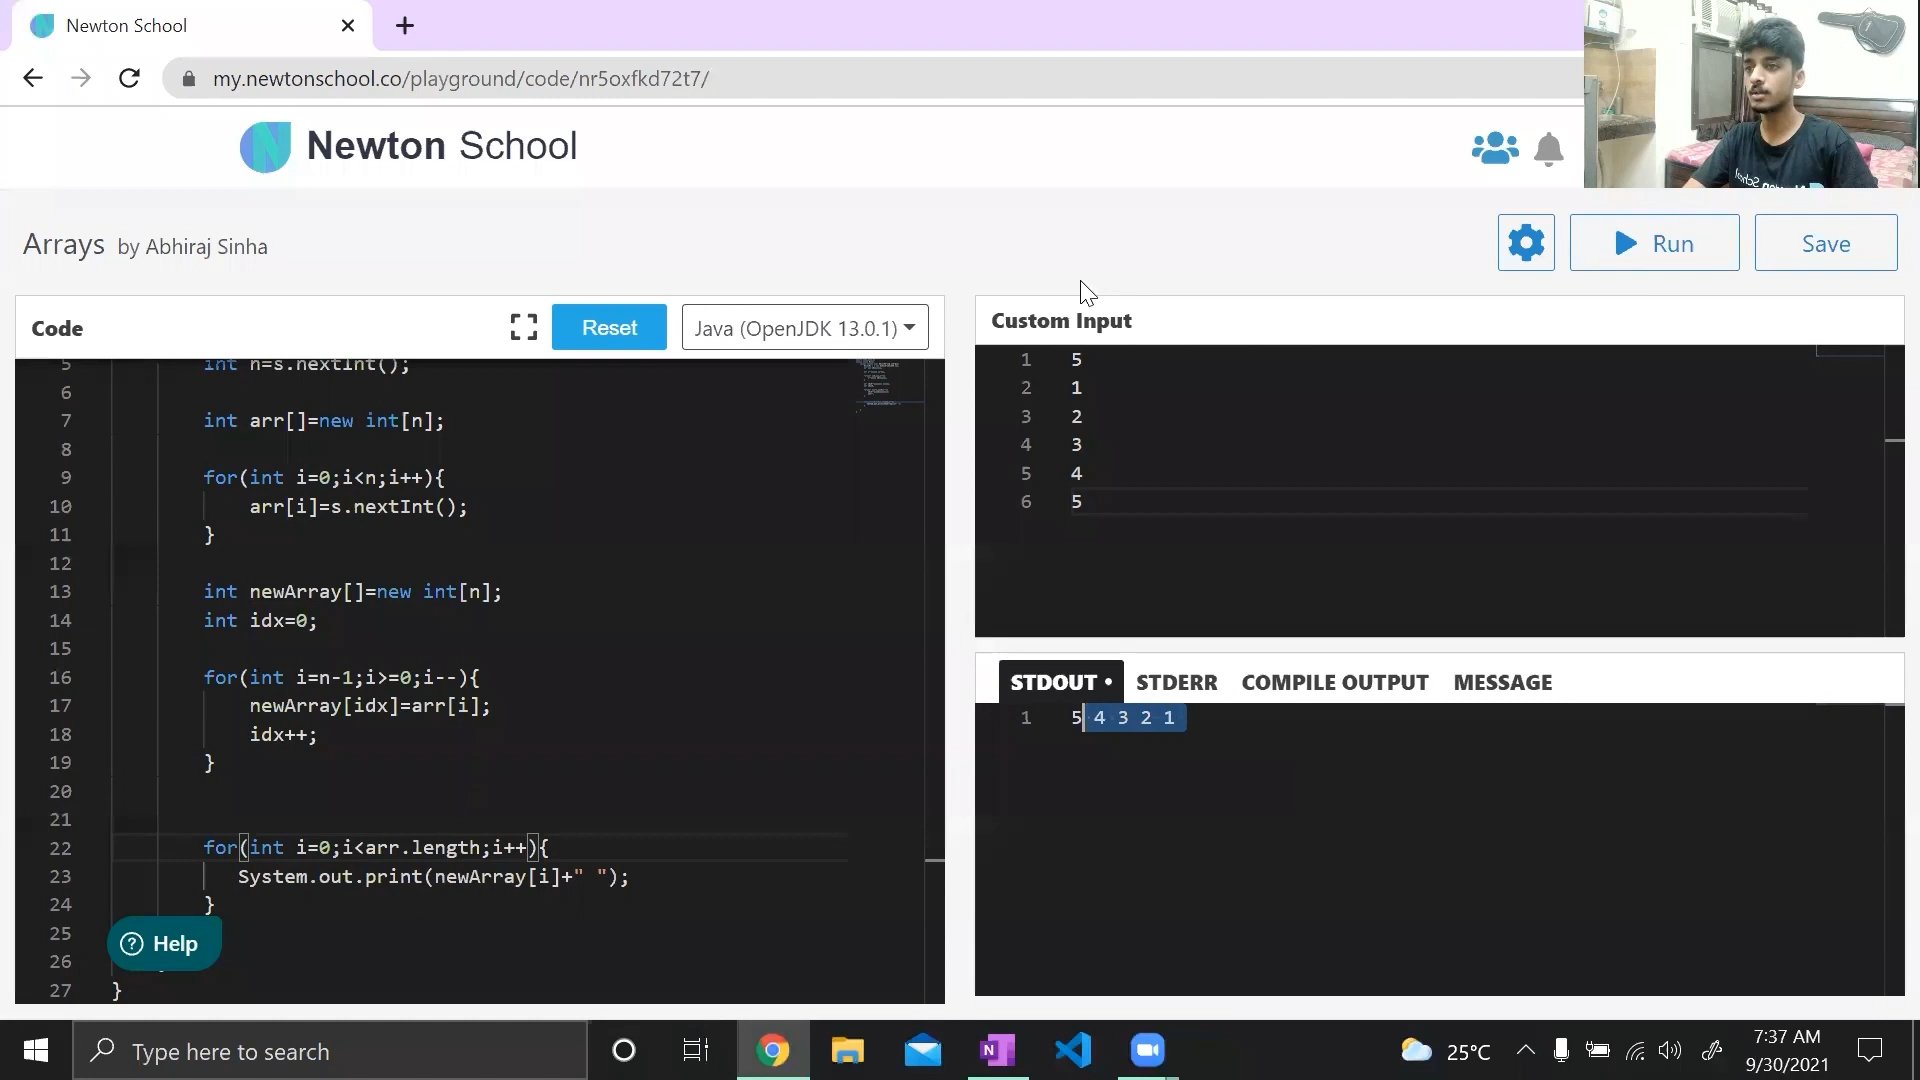 Newton School
my.newtonschool.co/playground/code/nr5oxfkd72t7/
Newton School
Arrays by Abhiraj Sinha
Run
Save
Code
Reset
Java (OpenJDK 13.0.1)
5 int n=s.nextInt();
6
7 int arr[]=new int[n];
8
9 for(int i=0;i<n;i++){
10 arr[i]=s.nextInt();
11 }
12
13 int newArray[]=new int[n];
14 int idx=0;
15
16 for(int i=n-1;i>=0;i--){
17 newArray[idx]=arr[i];
18 idx++;
19 }
20
21
22 for(int i=0;i<arr.length;i++){
23 System.out.print(newArray[i]+" ");
24 }
25
26
27 }
Help
Custom Input
1 5
2 1
3 2
4 3
5 4
6 5
STDOUT • STDERR COMPILE OUTPUT MESSAGE
1 5 4 3 2 1
Type here to search
25°C
7:37 AM
9/30/2021